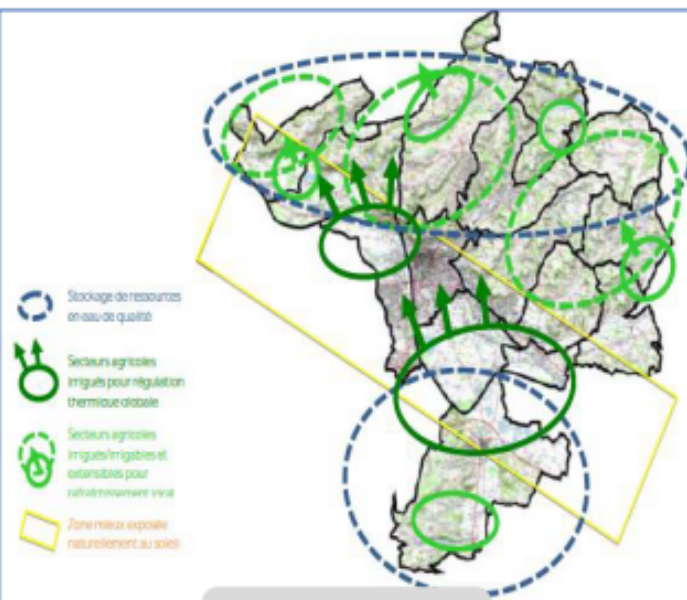 Stockage de ressources
en eau de qualité
Secteurs agricoles
irrigués pour régulation
thermique globale
Secteurs agricoles
irrigués/irrigables et
extensibles pour
rafraîchissement local
Zone mieux exposée
naturellement au soleil